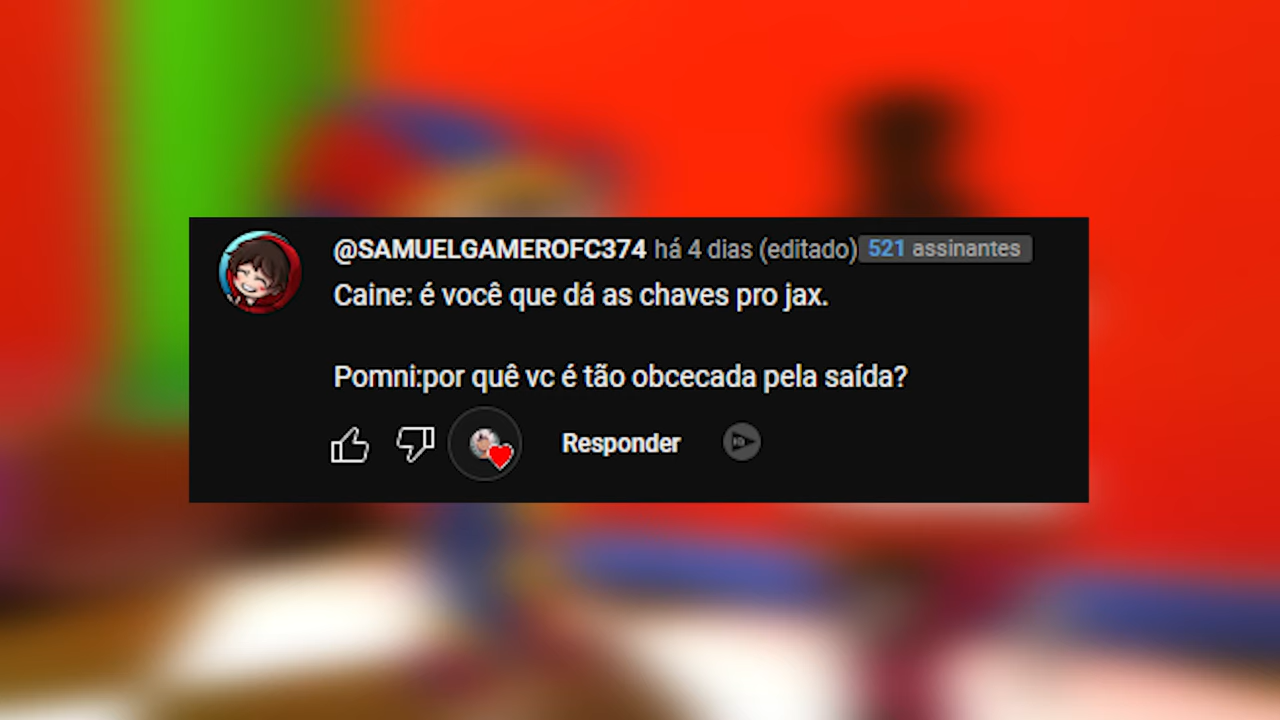 @SAMUELGAMEROFC374 há 4 dias (editado) 521 assinantes
Caine: é você que dá as chaves pro jax.
Pomni:por quê vc é tão obcecada pela saída?
Responder